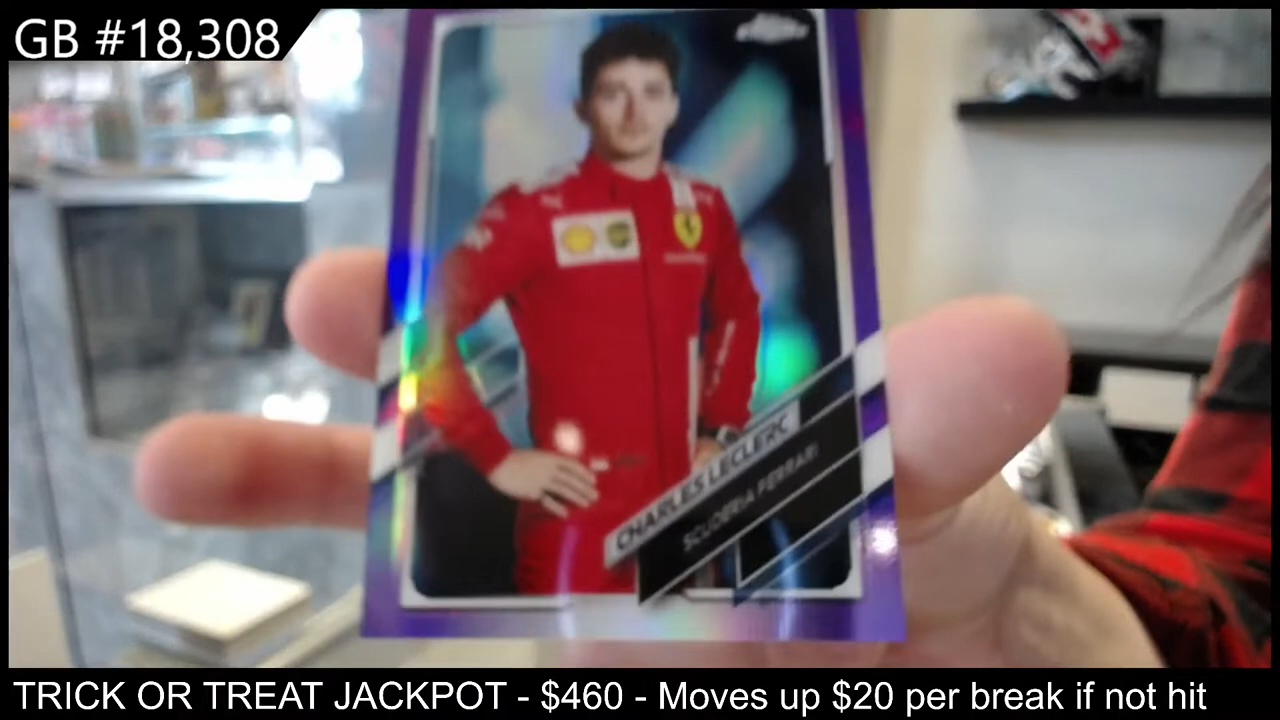 GB #18,308
Chrome
CHARLES LECLERC
SCUDERIA FERRARI
TRICK OR TREAT JACKPOT - $460 - Moves up $20 per break if not hit